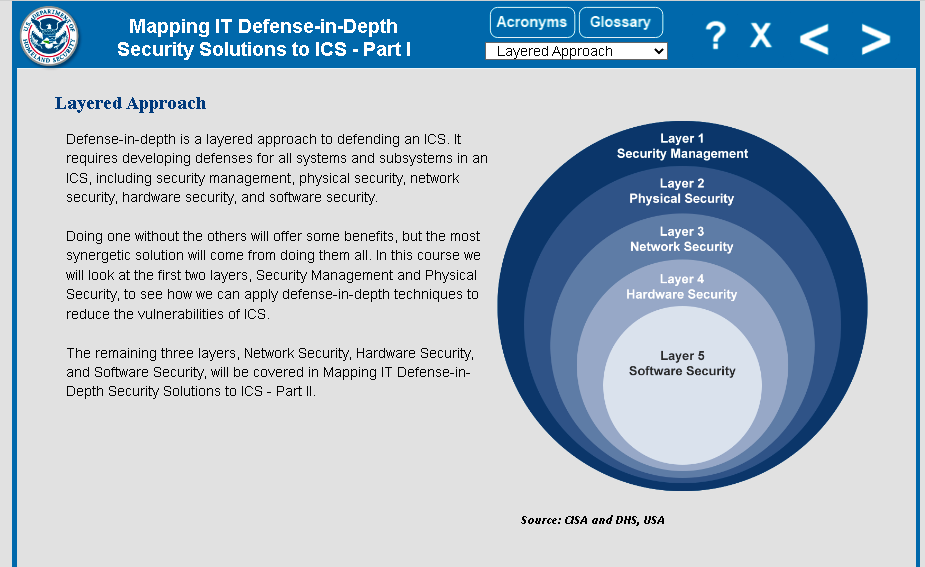 U.S. DEPARTMENT OF HOMELAND SECURITY
Mapping IT Defense-in-Depth
Security Solutions to ICS - Part I
Acronyms
Glossary
Layered Approach
?
X
<
>
Layered Approach
Defense-in-depth is a layered approach to defending an ICS. It
requires developing defenses for all systems and subsystems in an
ICS, including security management, physical security, network
security, hardware security, and software security.
Doing one without the others will offer some benefits, but the most
synergetic solution will come from doing them all. In this course we
will look at the first two layers, Security Management and Physical
Security, to see how we can apply defense-in-depth techniques to
reduce the vulnerabilities of ICS.
The remaining three layers, Network Security, Hardware Security,
and Software Security, will be covered in Mapping IT Defense-in-
Depth Security Solutions to ICS - Part II.
Layer 1
Security Management
Layer 2
Physical Security
Layer 3
Network Security
Layer 4
Hardware Security
Layer 5
Software Security
Source: CISA and DHS, USA